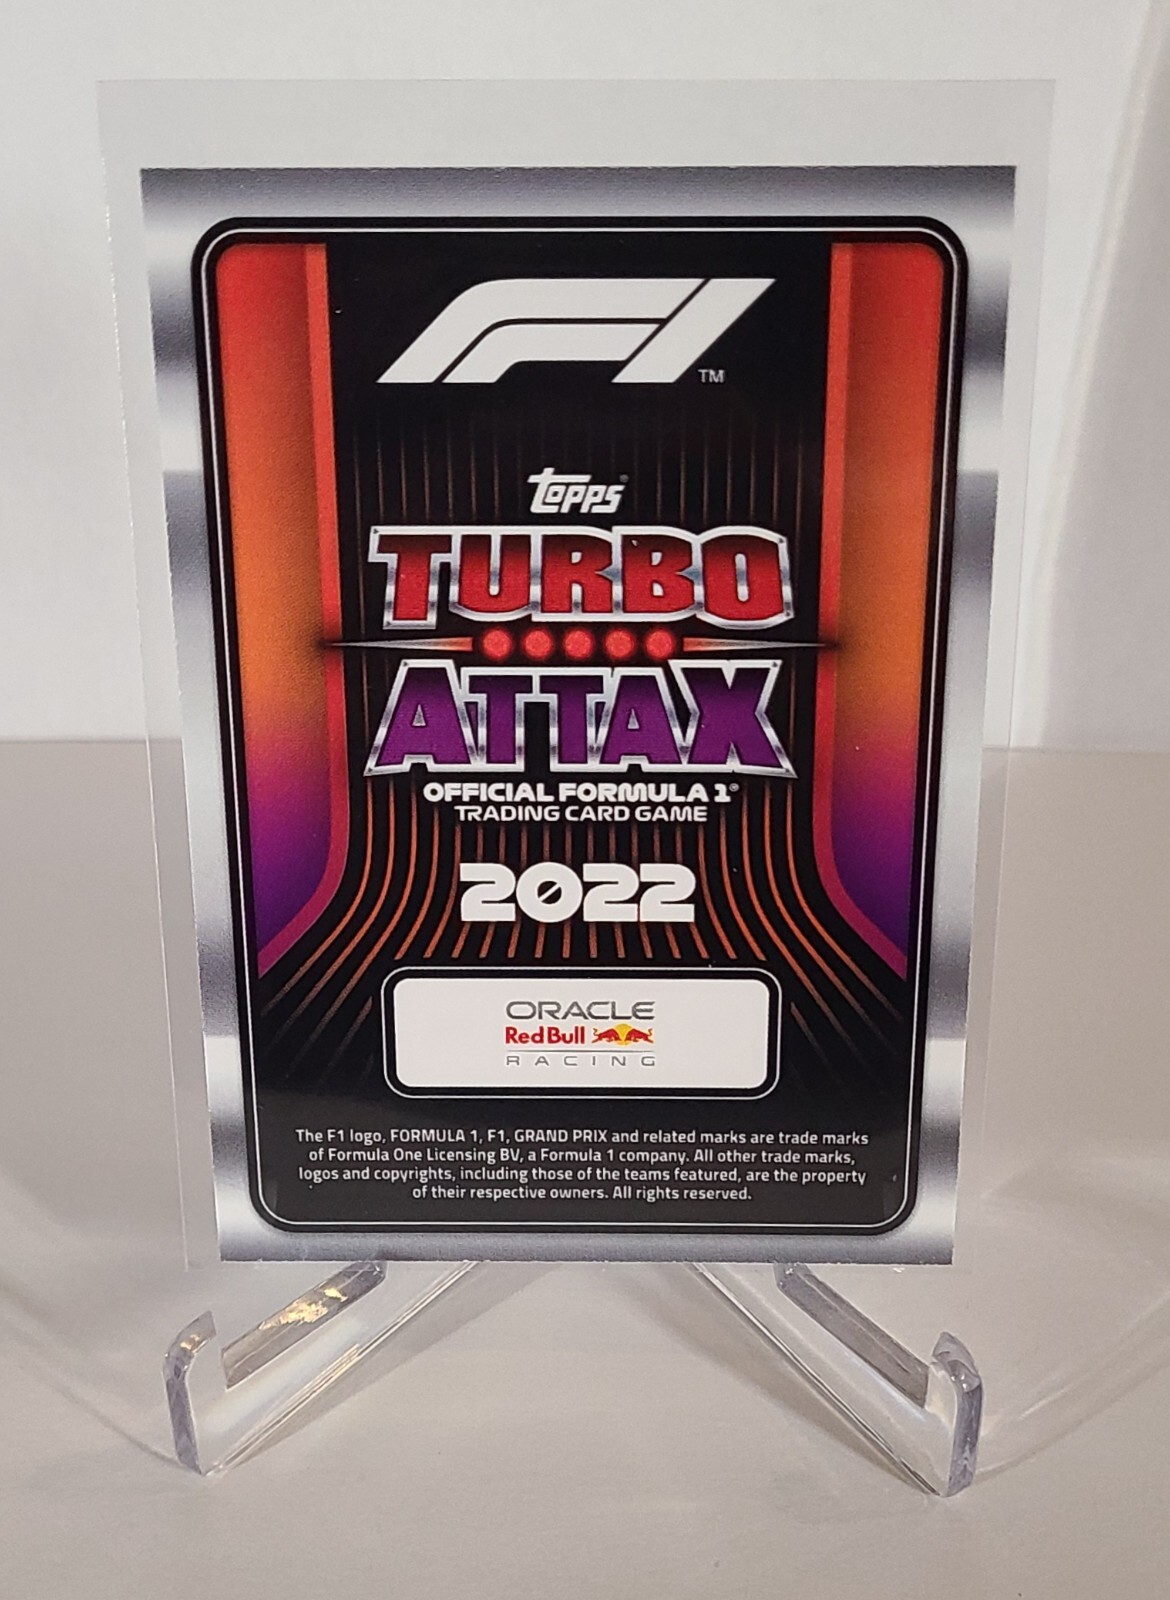 F1 TM
topps
TURBO
ATTAX
OFFICIAL FORMULA 1®
TRADING CARD GAME
2022
ORACLE
Red Bull
RACING
The F1 logo, FORMULA 1, F1, GRAND PRIX and related marks are trade marks
of Formula One Licensing BV, a Formula 1 company. All other trade marks,
logos and copyrights, including those of the teams featured, are the property
of their respective owners. All rights reserved.